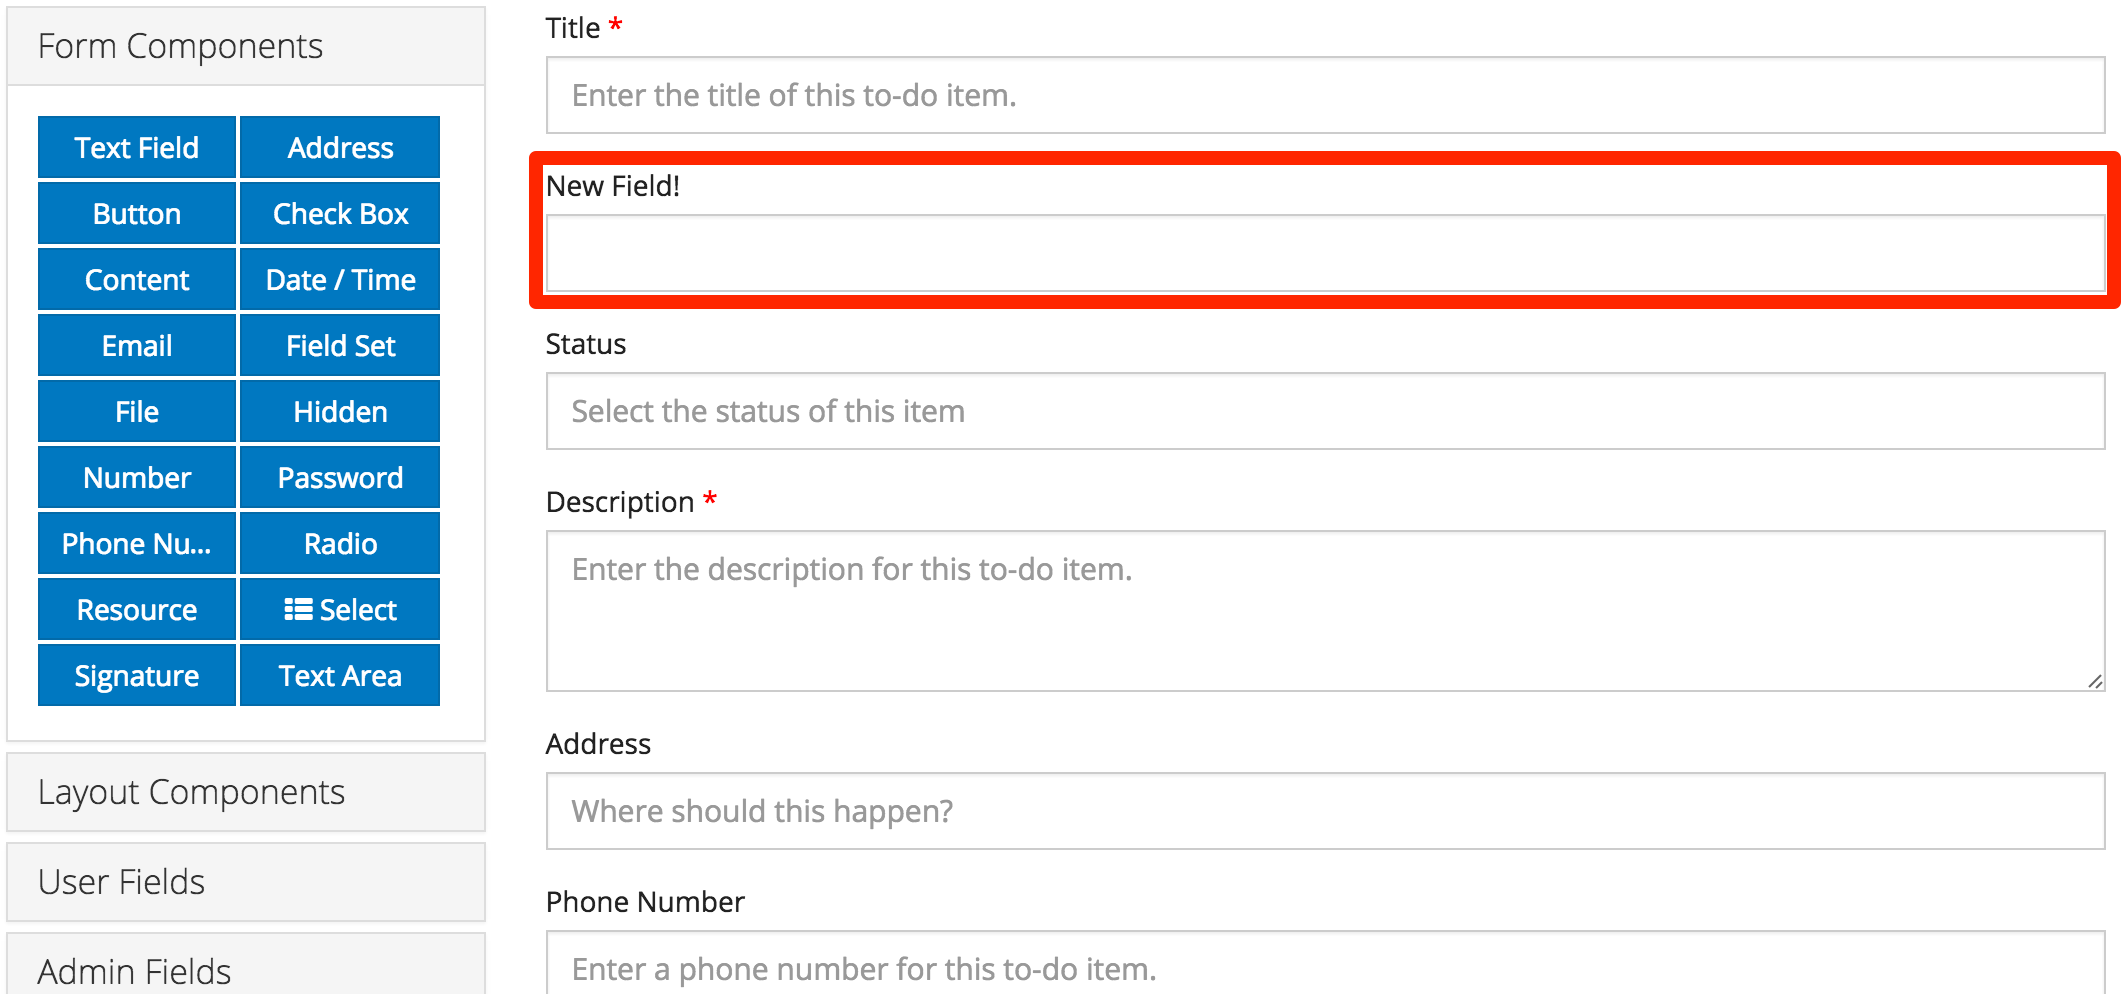 Form Components
Text Field
Address
Button
Check Box
Content
Date / Time
Email
Field Set
File
Hidden
Number
Password
Phone Nu...
Radio
Resource
Select
Signature
Text Area
Layout Components
User Fields
Admin Fields
Title *
Enter the title of this to-do item.
New Field!
Status
Select the status of this item
Description *
Enter the description for this to-do item.
Address
Where should this happen?
Phone Number
Enter a phone number for this to-do item.